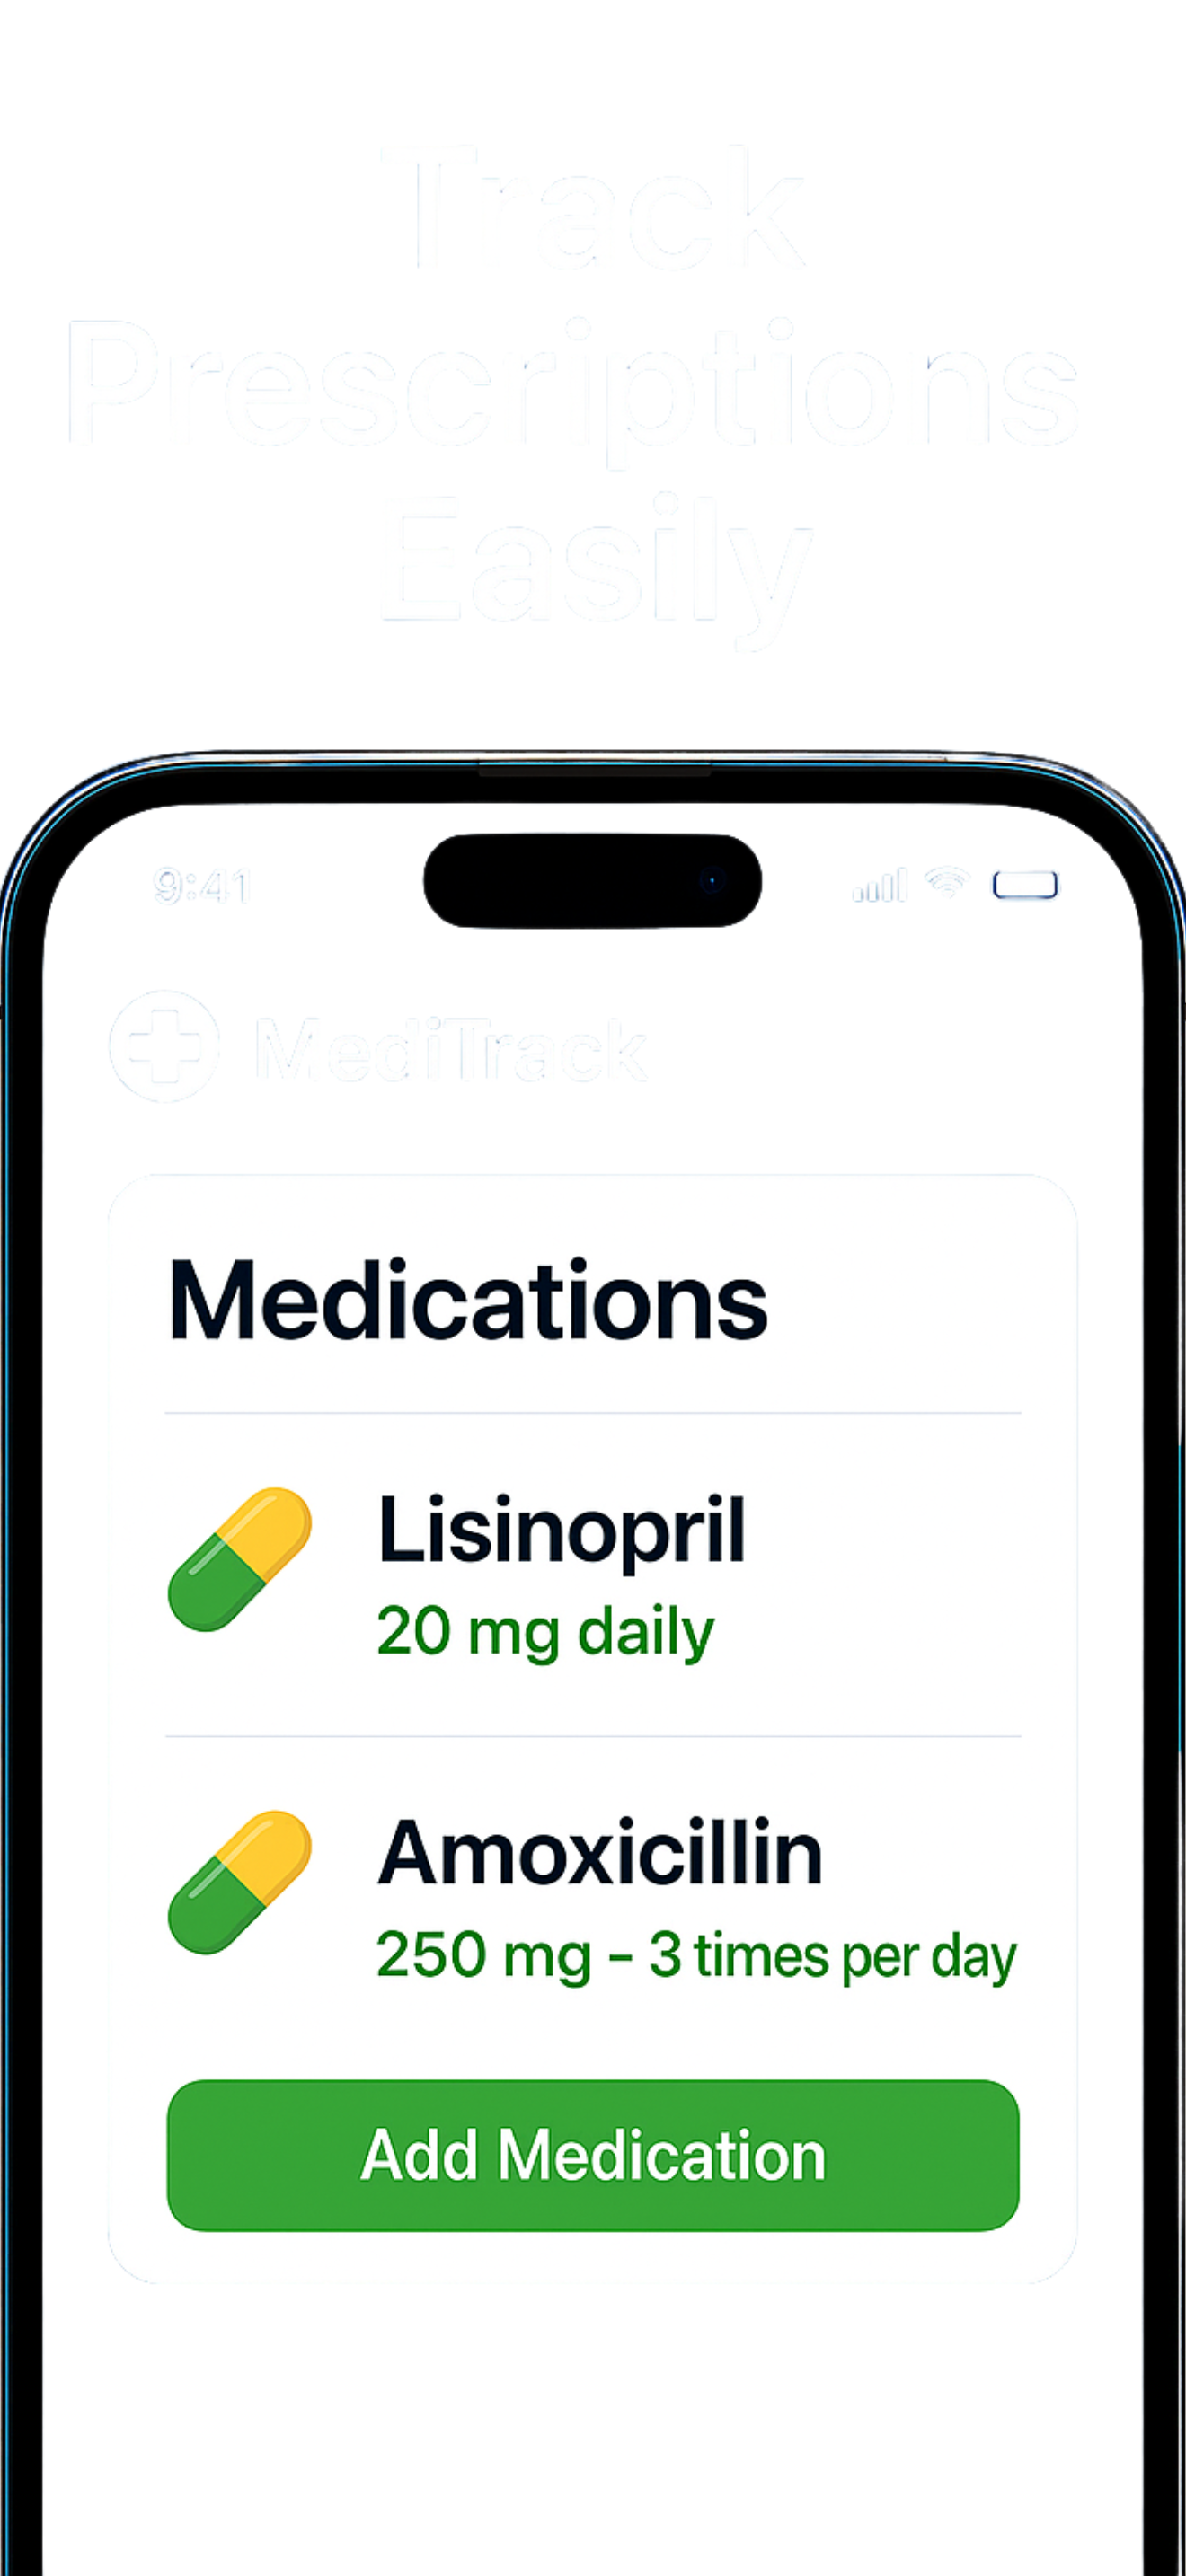 Track
Prescriptions
Easily
9:41
MediTrack
Medications
Lisinopril
20 mg daily
Amoxicillin
250 mg - 3 times per day
Add Medication